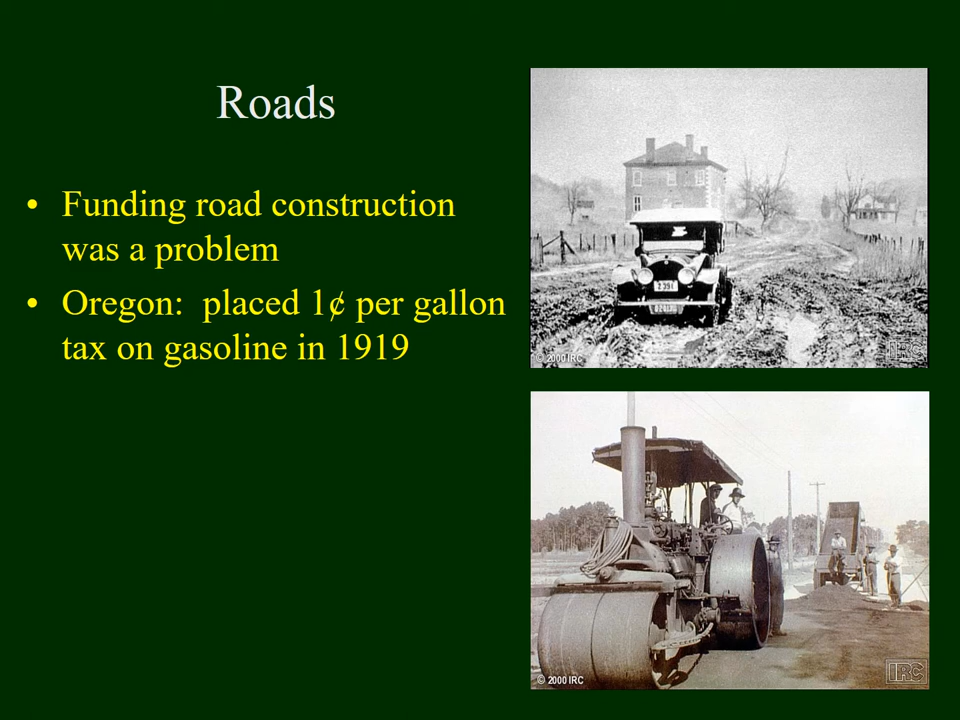 Roads
• Funding road construction
was a problem
• Oregon:  placed 1¢ per gallon
tax on gasoline in 1919
© 2000 IRC
IRC
© 2000 IRC
IRC